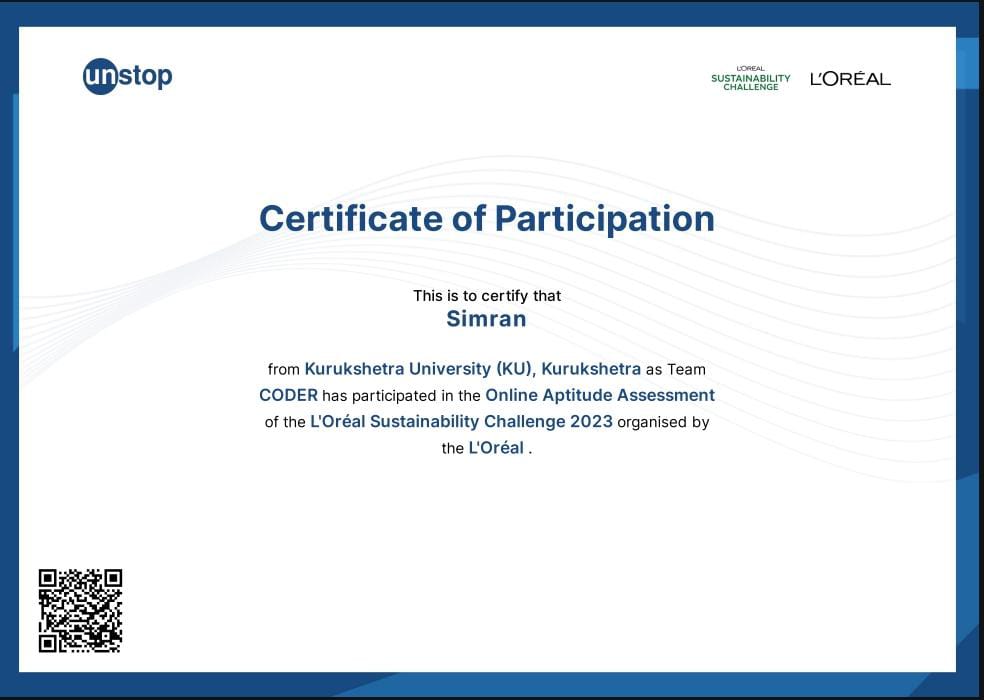 unstop
L'ORÉAL
SUSTAINABILITY
CHALLENGE
L'ORÉAL
Certificate of Participation
This is to certify that
Simran
from Kurukshetra University (KU), Kurukshetra as Team
CODER has participated in the Online Aptitude Assessment
of the L'Oréal Sustainability Challenge 2023 organised by
the L'Oréal .